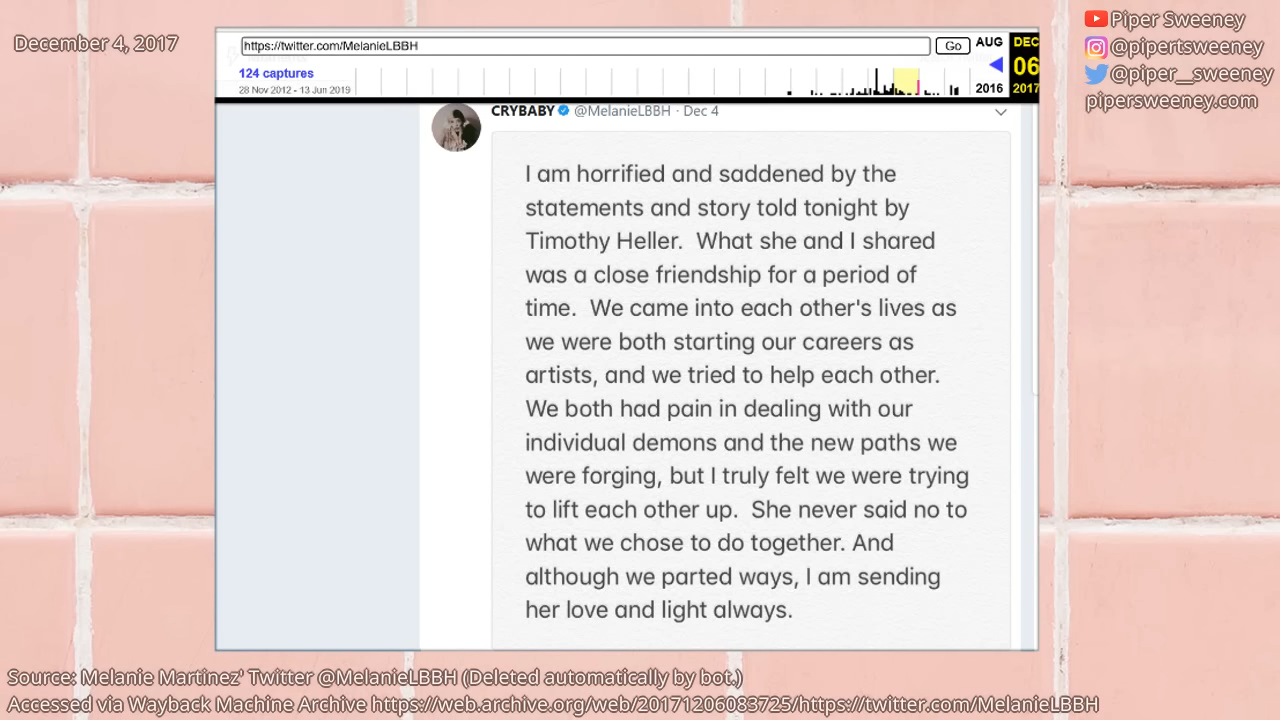 December 4, 2017
Piper Sweeney
@pipertsweeney
@piper__sweeney
pipersweeney.com
https://twitter.com/MelanieLBBH
Go
AUG
DEC
124 captures
06
28 Nov 2012 - 13 Jun 2019
2016
2017
CRYBABY @MelanieLBBH · Dec 4
I am horrified and saddened by the
statements and story told tonight by
Timothy Heller. What she and I shared
was a close friendship for a period of
time. We came into each other's lives as
we were both starting our careers as
artists, and we tried to help each other.
We both had pain in dealing with our
individual demons and the new paths we
were forging, but I truly felt we were trying
to lift each other up. She never said no to
what we chose to do together. And
although we parted ways, I am sending
her love and light always.
Source: Melanie Martinez' Twitter @MelanieLBBH (Deleted automatically by bot.)
Accessed via Wayback Machine Archive https://web.archive.org/web/20171206083725/https://twitter.com/MelanieLBBH